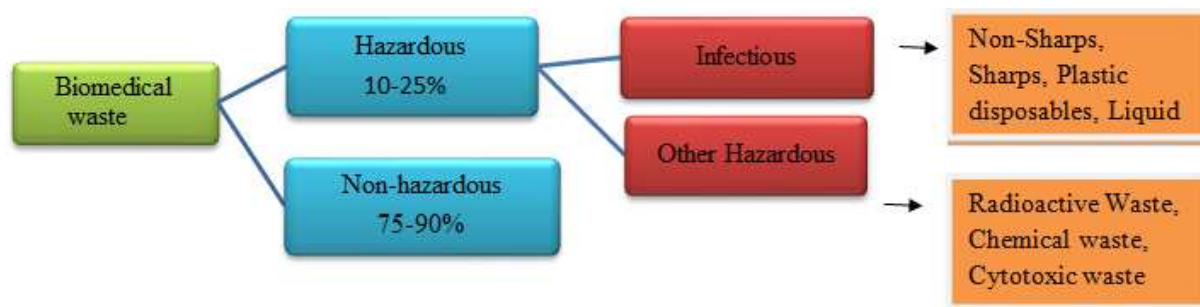 Biomedical
waste
Hazardous
10-25%
Non-hazardous
75-90%
Infectious
Other Hazardous
Non-Sharps,
Sharps, Plastic
disposables, Liquid
Radioactive Waste,
Chemical waste,
Cytotoxic waste